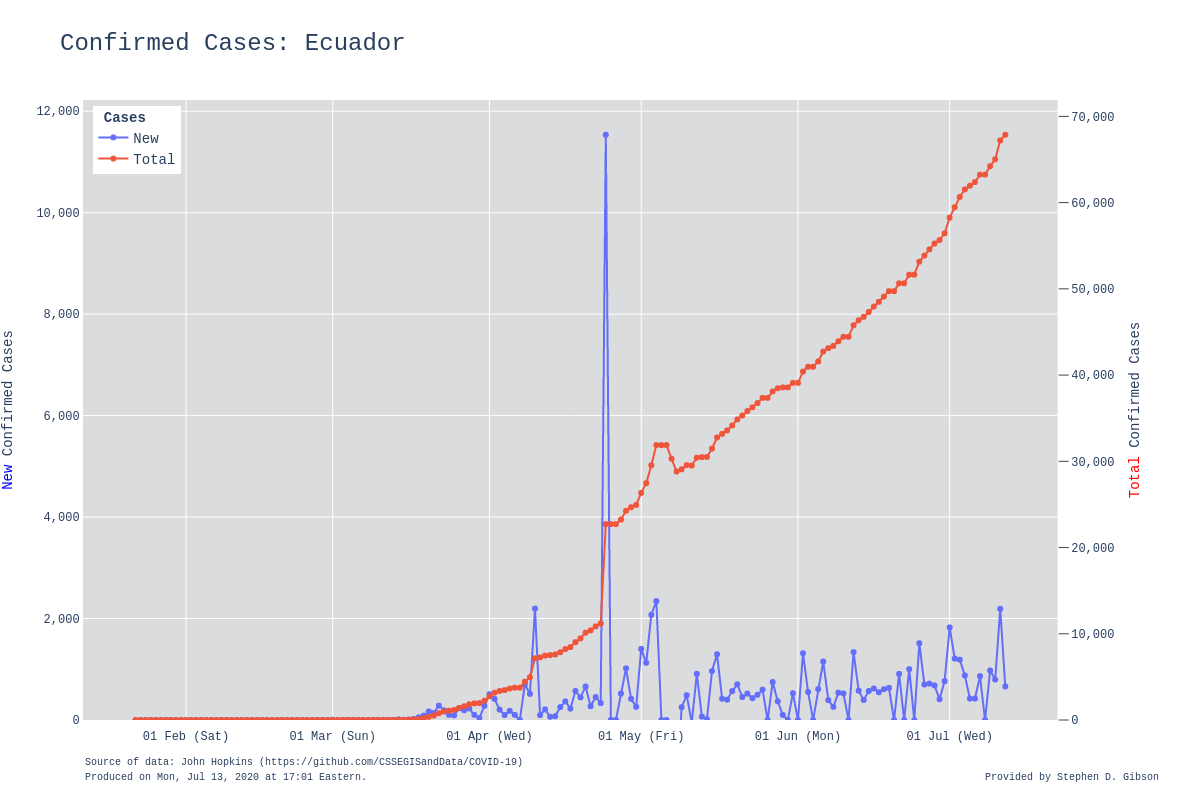 Confirmed Cases: Ecuador
Cases
New
Total
12,000
10,000
8,000
6,000
4,000
2,000
0
New Confirmed Cases
70,000
60,000
50,000
40,000
30,000
20,000
10,000
0
Total Confirmed Cases
01 Feb (Sat) 01 Mar (Sun) 01 Apr (Wed) 01 May (Fri) 01 Jun (Mon) 01 Jul (Wed)
Source of data: John Hopkins (https://github.com/CSSEGISandData/COVID-19)
Produced on Mon, Jul 13, 2020 at 17:01 Eastern.
Provided by Stephen D. Gibson